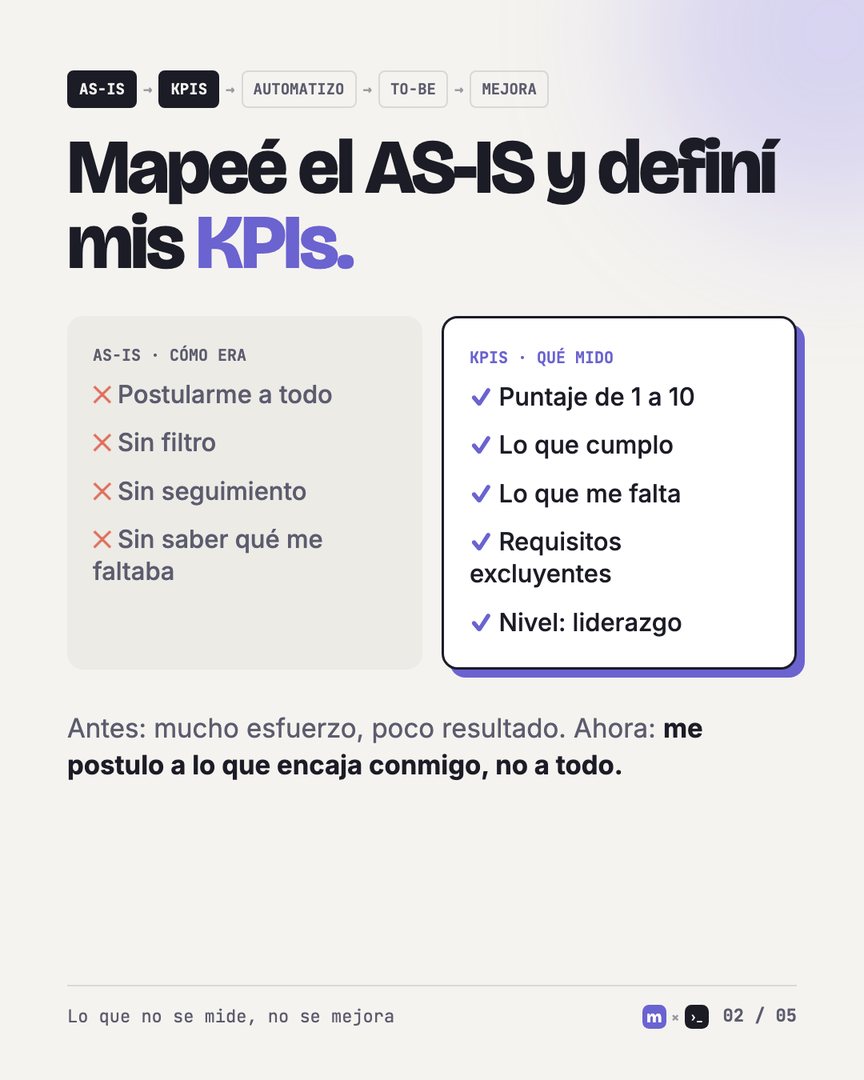 AS-IS → KPIS → AUTOMATIZO → TO-BE → MEJORA
Mapeé el AS-IS y definí
mis KPIs.
AS-IS · CÓMO ERA
✕ Postularme a todo
✕ Sin filtro
✕ Sin seguimiento
✕ Sin saber qué me
faltaba
KPIS · QUÉ MIDO
✓ Puntaje de 1 a 10
✓ Lo que cumplo
✓ Lo que me falta
✓ Requisitos
excluyentes
✓ Nivel: liderazgo
Antes: mucho esfuerzo, poco resultado. Ahora: me
postulo a lo que encaja conmigo, no a todo.
Lo que no se mide, no se mejora
m × ›_ 02 / 05